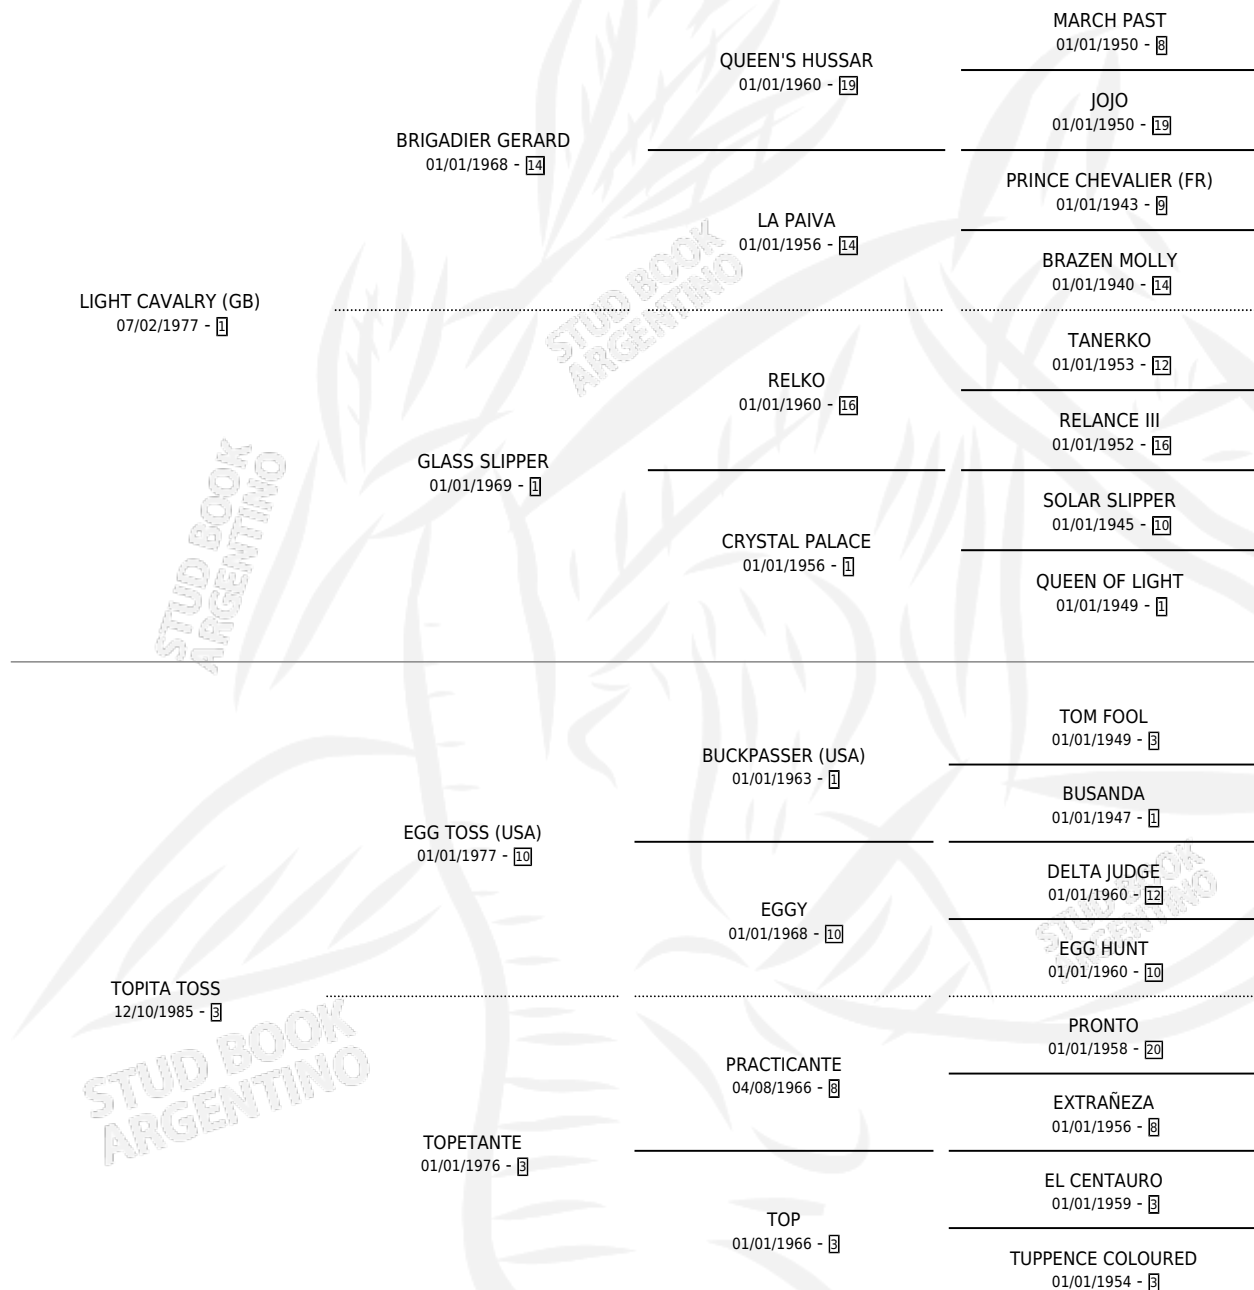 MARCH PAST
01/01/1950 - 8
QUEEN'S HUSSAR
01/01/1960 - 19
JOJO
01/01/1950 - 19
BRIGADIER GERARD
01/01/1968 - 14
PRINCE CHEVALIER (FR)
01/01/1943 - 9
LA PAIVA
01/01/1956 - 14
BRAZEN MOLLY
01/01/1940 - 14
LIGHT CAVALRY (GB)
07/02/1977 - 1
STUD BOOK
ARGENTINO
TANERKO
01/01/1953 - 12
RELKO
01/01/1960 - 16
RELANCE III
01/01/1952 - 16
GLASS SLIPPER
01/01/1969 - 1
SOLAR SLIPPER
01/01/1945 - 10
CRYSTAL PALACE
01/01/1956 - 1
QUEEN OF LIGHT
01/01/1949 - 1
STUD BOOK
ARGENTINO
TOM FOOL
01/01/1949 - 3
BUCKPASSER (USA)
01/01/1963 - 1
BUSANDA
01/01/1947 - 1
EGG TOSS (USA)
01/01/1977 - 10
DELTA JUDGE
01/01/1960 - 12
EGGY
01/01/1968 - 10
STUD BOOK
ARGENTINO
EGG HUNT
01/01/1960 - 10
TOPITA TOSS
12/10/1985 - 3
STUD BOOK
ARGENTINO
PRONTO
01/01/1958 - 20
PRACTICANTE
04/08/1966 - 8
EXTRAÑEZA
01/01/1956 - 8
TOPETANTE
01/01/1976 - 3
EL CENTAURO
01/01/1959 - 3
TOP
01/01/1966 - 3
TUPPENCE COLOURED
01/01/1954 - 3